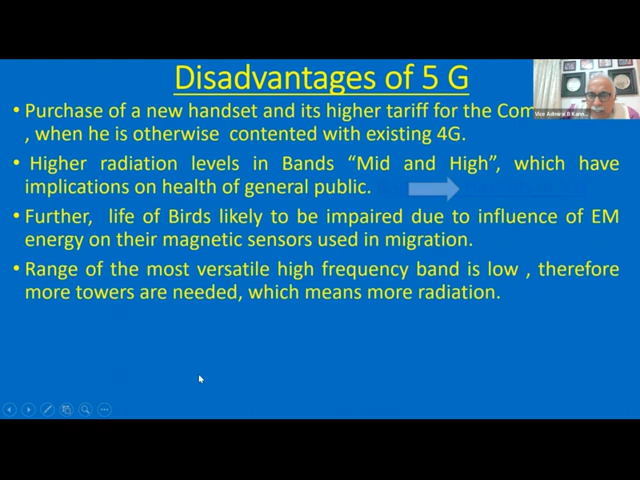 Disadvantages of 5 G
• Purchase of a new handset and its higher tariff for the Com
, when he is otherwise contented with existing 4G.
• Higher radiation levels in Bands “Mid and High”, which have
implications on health of general public.
• Further, life of Birds likely to be impaired due to influence of EM
energy on their magnetic sensors used in migration.
• Range of the most versatile high frequency band is low , therefore
more towers are needed, which means more radiation.
Vice Admiral B Kann...